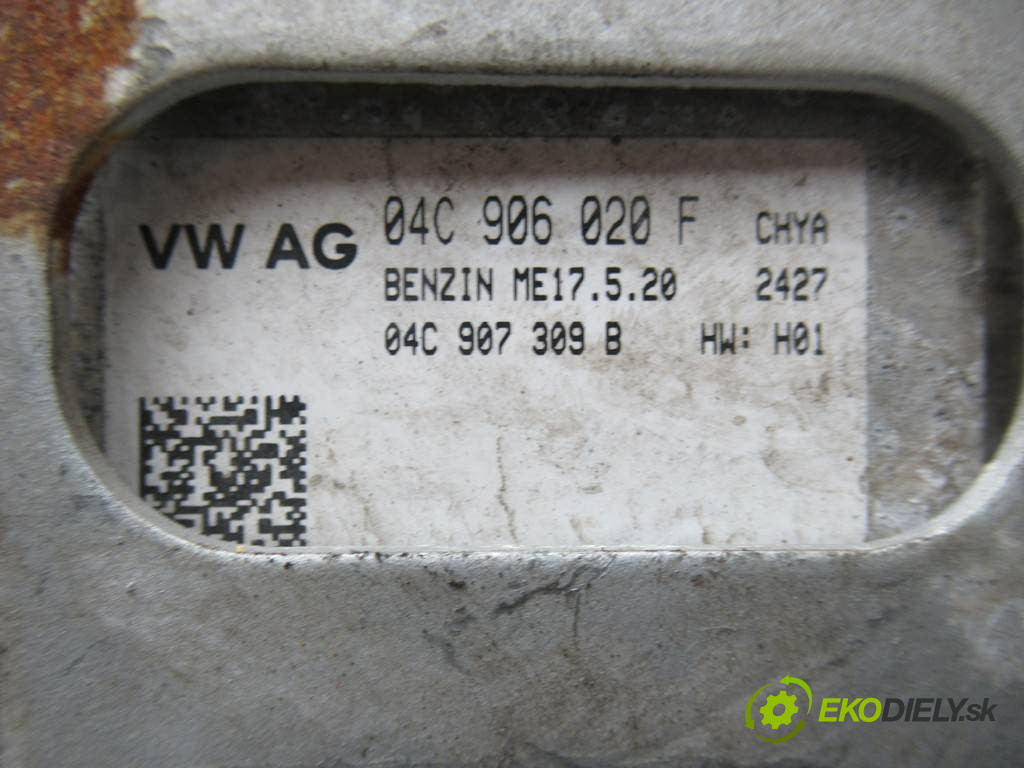 VW AG 04C 906 020 F CHYA
BENZIN ME17.5.20 2427
04C 907 309 B HW: H01
EKODIELY.sk